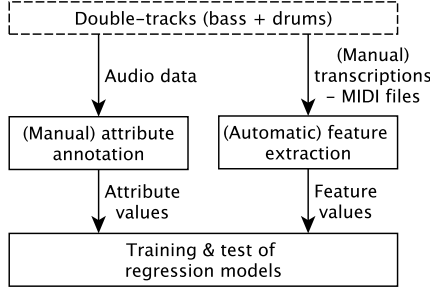 Double-tracks (bass + drums)
Audio data
(Manual)
transcriptions
– MIDI files
(Manual) attribute
annotation
(Automatic) feature
extraction
Attribute
values
Feature
values
Training & test of
regression models